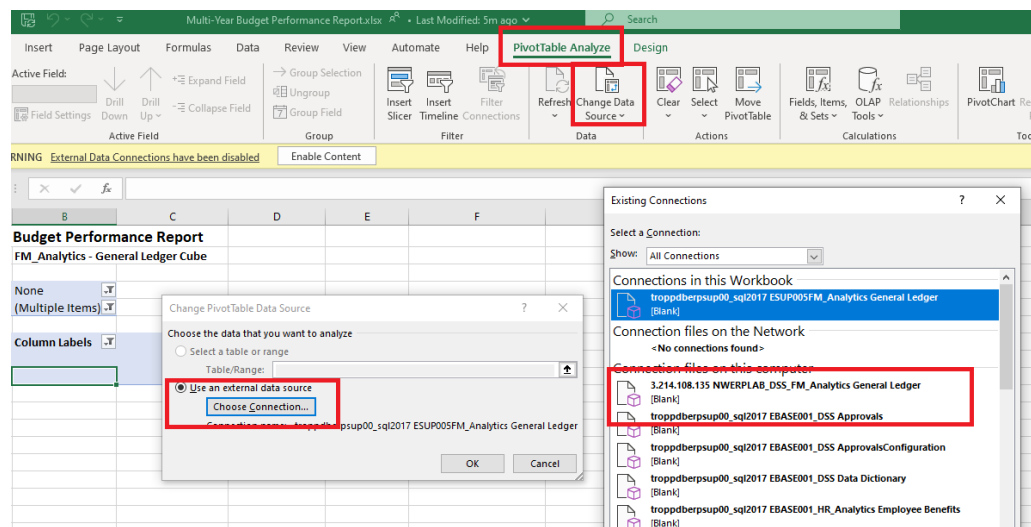 Multi-Year Budget Performance Report.xlsx • Last Modified: 5m ago
Search
Insert Page Layout Formulas Data Review View Automate Help PivotTable Analyze Design
Active Field:
Field Settings
Drill Down
Drill Up
Expand Field
Collapse Field
Active Field
Group Selection
Ungroup
Group Field
Group
Insert Slicer
Insert Timeline
Filter Connections
Filter
Refresh
Change Data Source
Data
Clear
Select
Move PivotTable
Actions
Fields, Items, & Sets
OLAP Tools
Relationships
Calculations
PivotChart
RNING External Data Connections have been disabled Enable Content
fx
B C D E F
Budget Performance Report
FM_Analytics - General Ledger Cube
None
(Multiple Items)
Column Labels
Change PivotTable Data Source ? ×
Choose the data that you want to analyze
Select a table or range
Table/Range:
Use an external data source
Choose Connection...
Connection name: troppdberpsup00_sql2017 ESUP005FM_Analytics General Ledger
OK Cancel
Existing Connections ? ×
Select a Connection:
Show: All Connections
Connections in this Workbook
troppdberpsup00_sql2017 ESUP005FM_Analytics General Ledger
[Blank]
Connection files on the Network
<No connections found>
Connection files on this computer
3.214.108.135 NWERPLAB_DSS_FM_Analytics General Ledger
[Blank]
troppdberpsup00_sql2017 EBASE001_DSS Approvals
[Blank]
troppdberpsup00_sql2017 EBASE001_DSS ApprovalsConfiguration
[Blank]
troppdberpsup00_sql2017 EBASE001_DSS Data Dictionary
[Blank]
troppdberpsup00_sql2017 EBASE001_HR_Analytics Employee Benefits
[Blank]